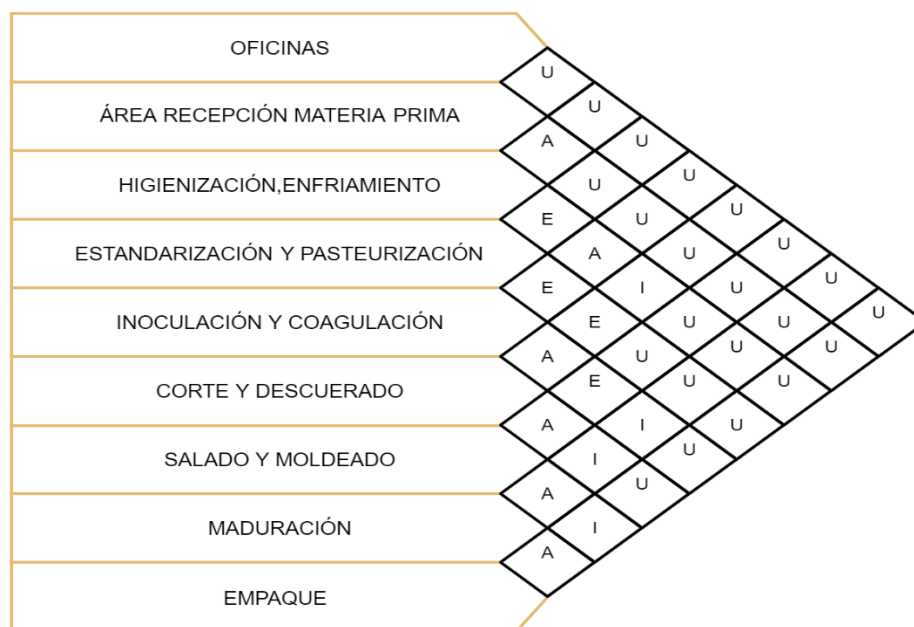 OFICINAS
U
U
ÁREA RECEPCIÓN MATERIA PRIMA
A U
U
HIGIENIZACIÓN,ENFRIAMIENTO U
E U U
ESTANDARIZACIÓN Y PASTEURIZACIÓN A U U
E I U U
INOCULACIÓN Y COAGULACIÓN E U U U
A U U U
CORTE Y DESCUERADO E U U
A I U
SALADO Y MOLDEADO I U
A U
MADURACIÓN I
A
EMPAQUE